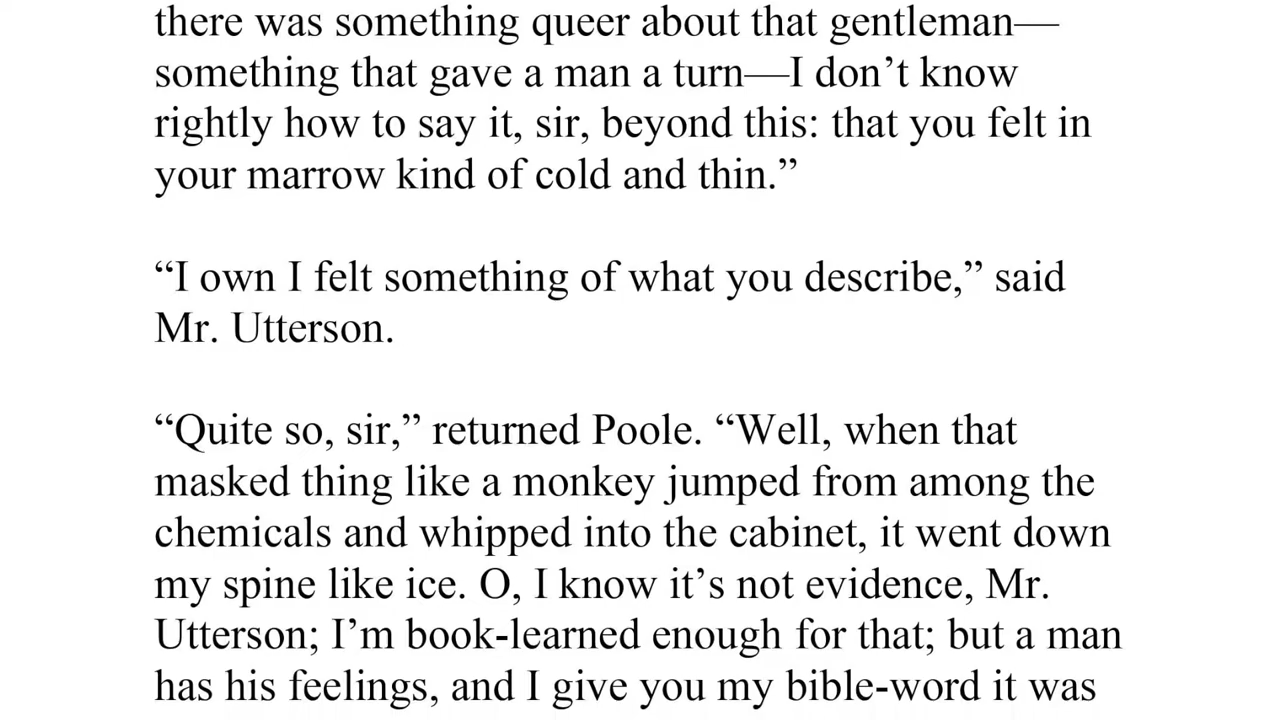 there was something queer about that gentleman—
something that gave a man a turn—I don’t know
rightly how to say it, sir, beyond this: that you felt in
your marrow kind of cold and thin.”
“I own I felt something of what you describe,” said
Mr. Utterson.
“Quite so, sir,” returned Poole. “Well, when that
masked thing like a monkey jumped from among the
chemicals and whipped into the cabinet, it went down
my spine like ice. O, I know it’s not evidence, Mr.
Utterson; I’m book-learned enough for that; but a man
has his feelings, and I give you my bible-word it was